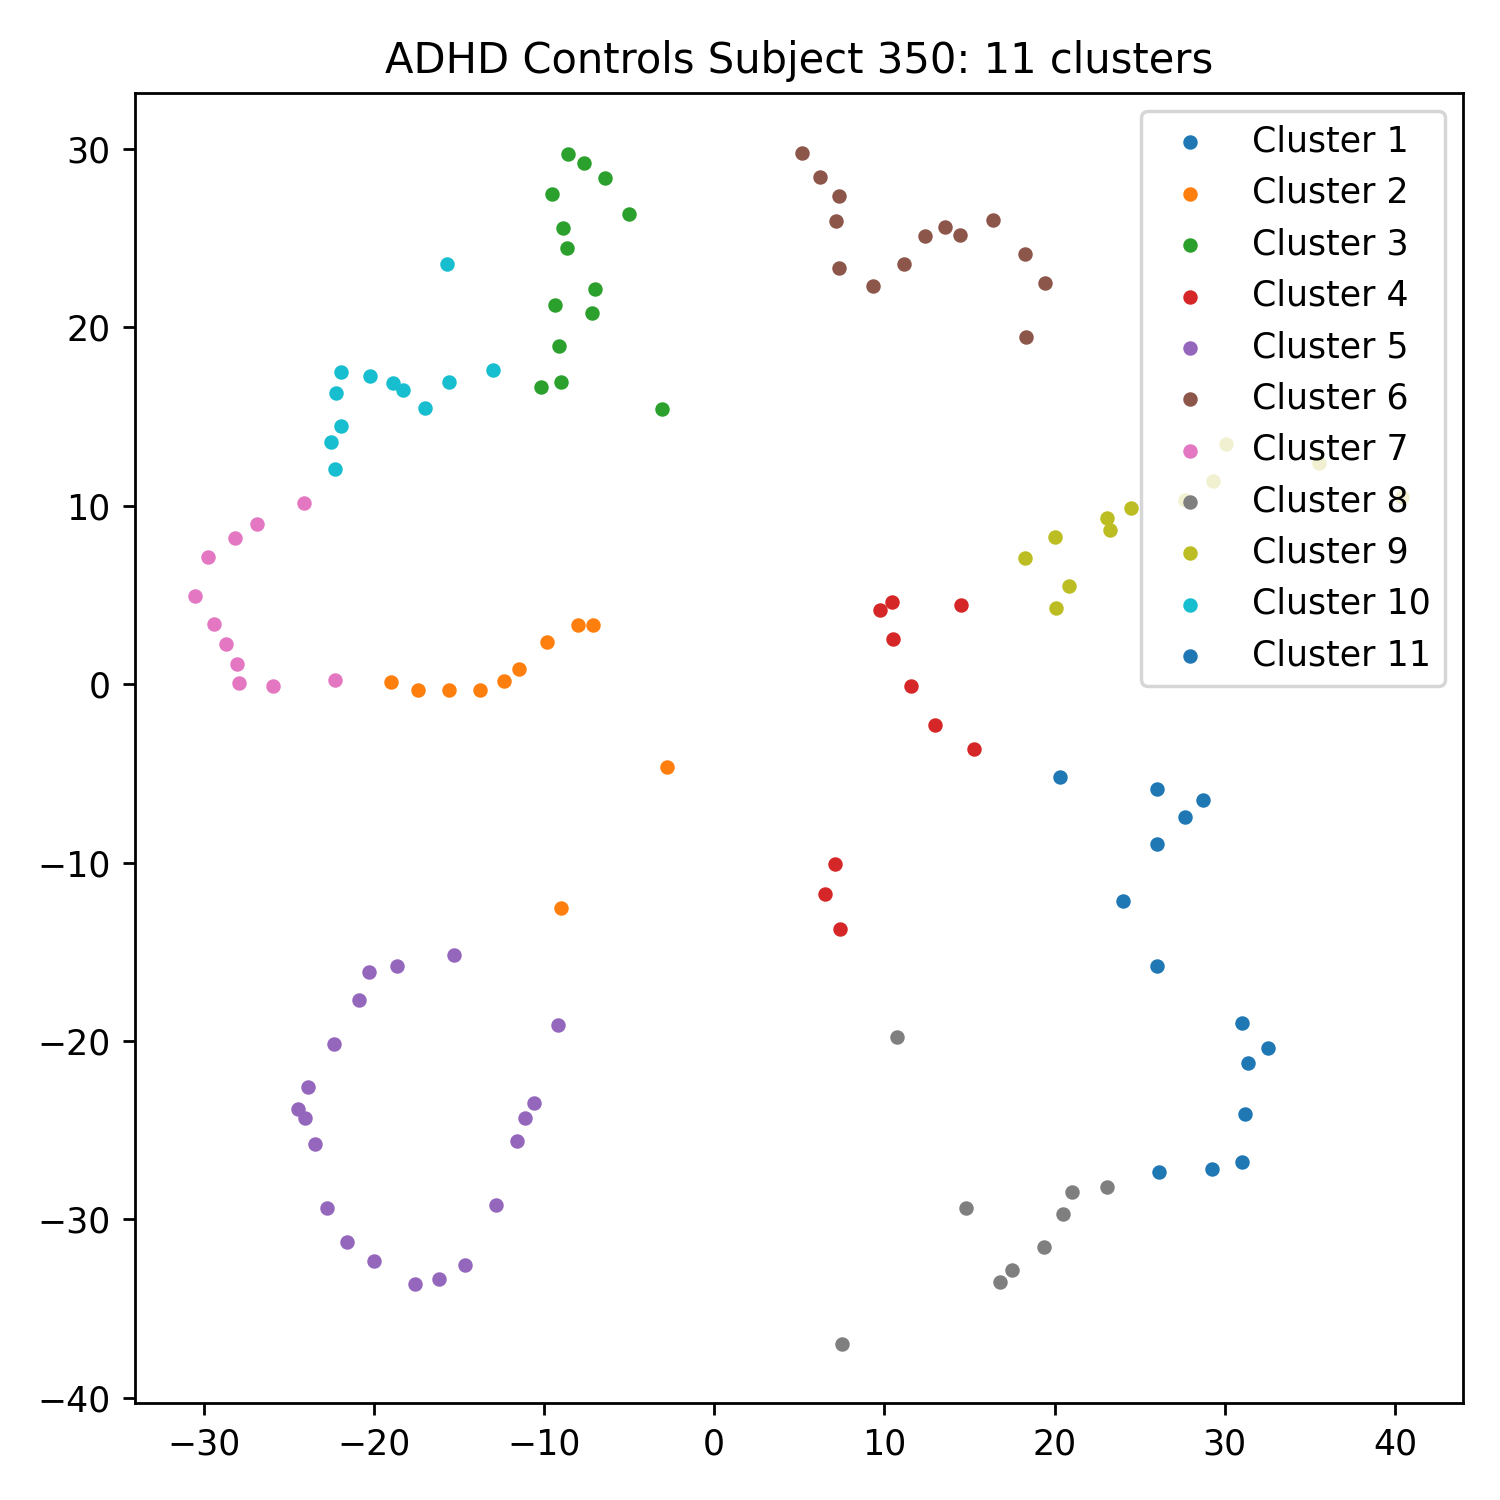 ADHD Controls Subject 350: 11 clusters
30
20
10
0
−10
−20
−30
−40
−30
−20
−10
0
10
20
30
40
Cluster 1
Cluster 2
Cluster 3
Cluster 4
Cluster 5
Cluster 6
Cluster 7
Cluster 8
Cluster 9
Cluster 10
Cluster 11